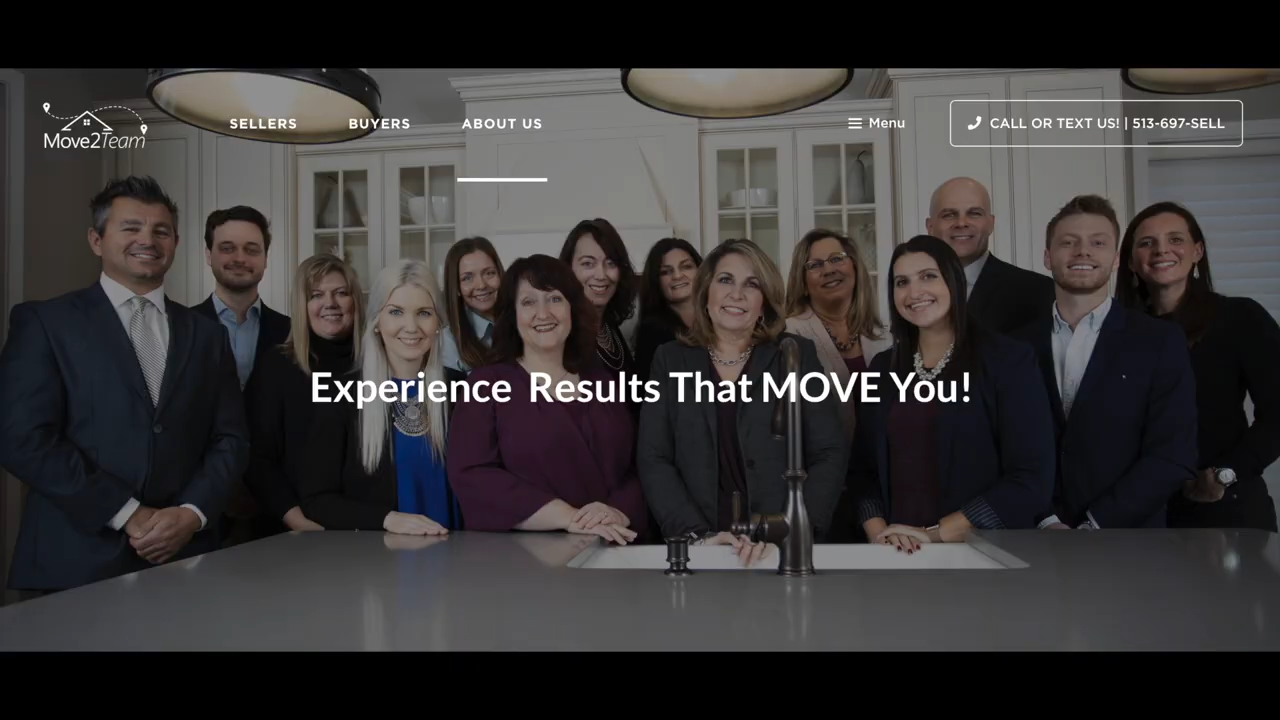 Move2Team
SELLERS
BUYERS
ABOUT US
Menu
CALL OR TEXT US! | 513-697-SELL
Experience Results That MOVE You!